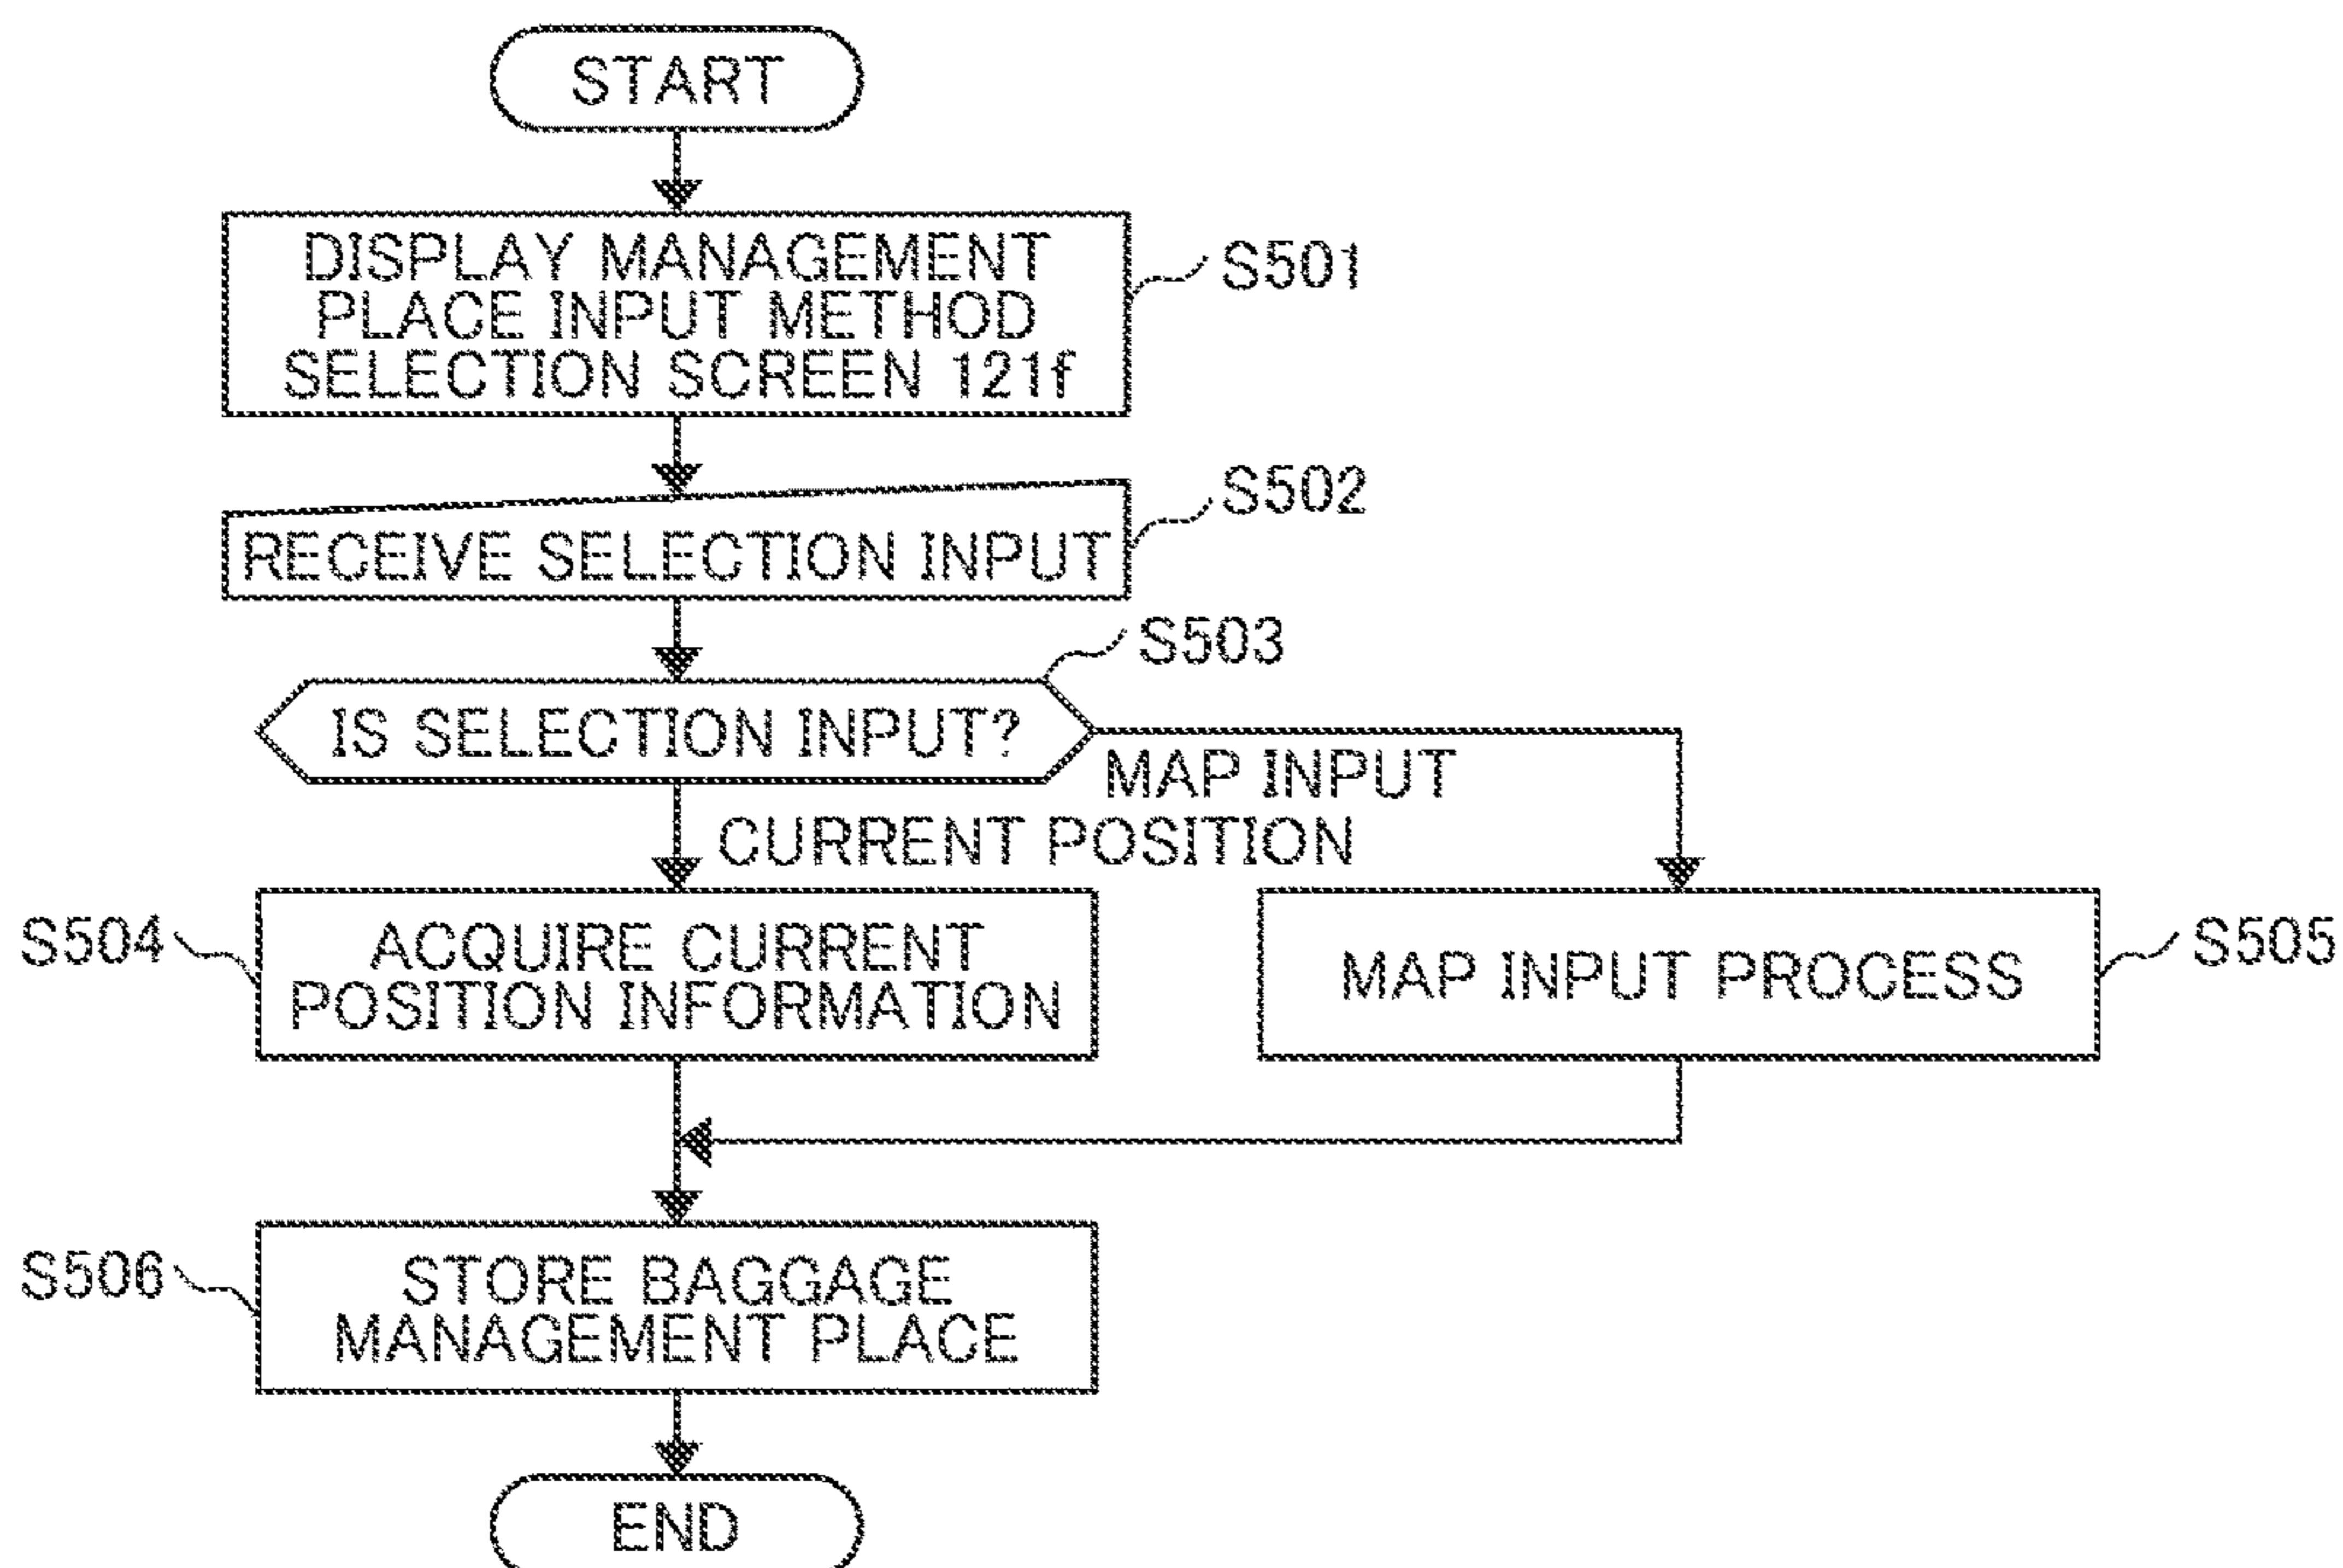 START
DISPLAY MANAGEMENT
PLACE INPUT METHOD
SELECTION SCREEN 121f
S501
RECEIVE SELECTION INPUT
S502
S503
IS SELECTION INPUT?
MAP INPUT
CURRENT POSITION
S504
ACQUIRE CURRENT
POSITION INFORMATION
MAP INPUT PROCESS
S505
S506
STORE BAGGAGE
MANAGEMENT PLACE
END